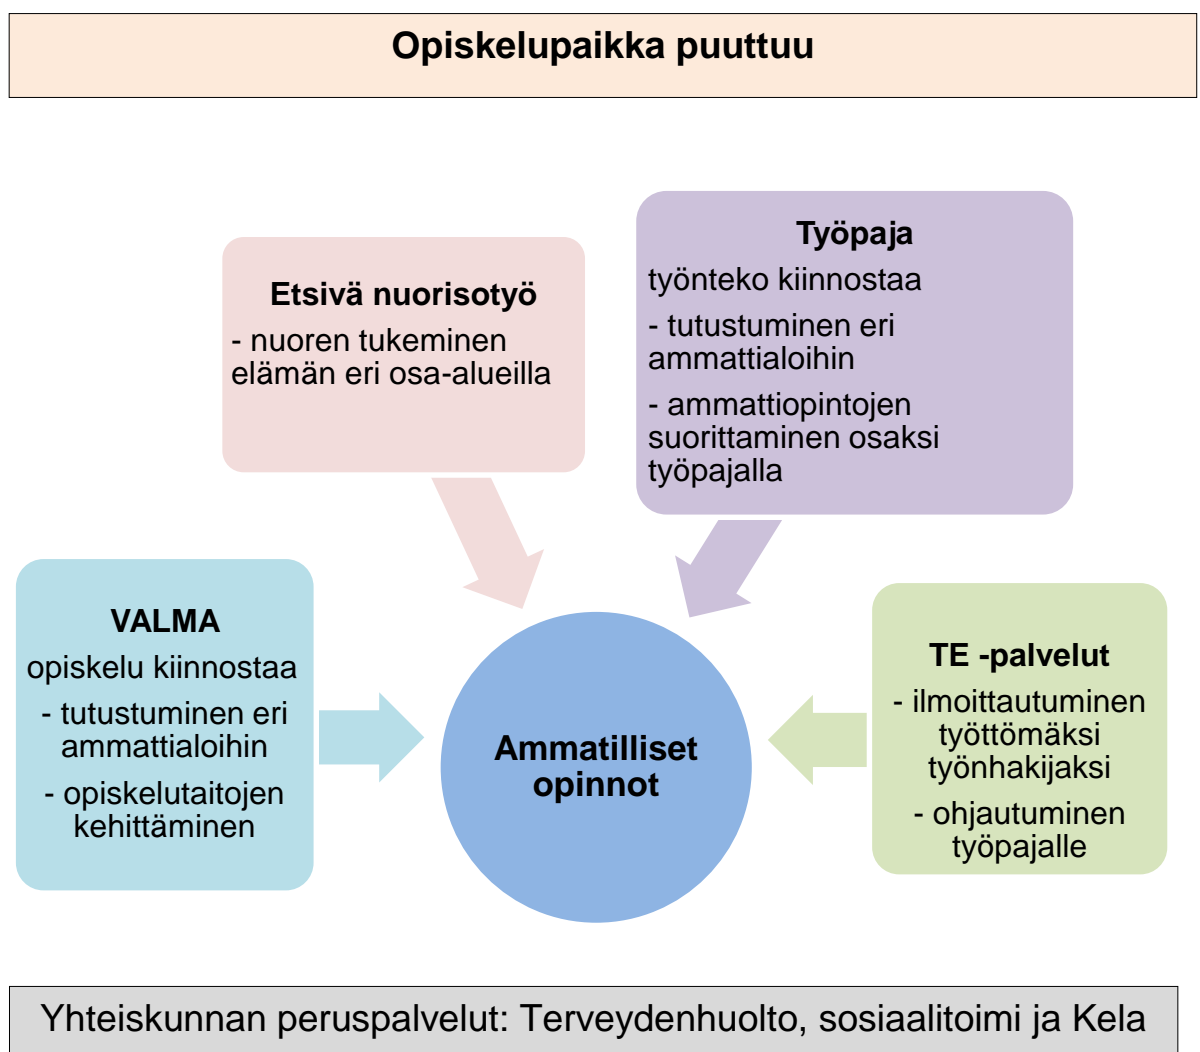 Opiskelupaikka puuttuu
Etsivä nuorisotyö
- nuoren tukeminen
elämän eri osa-alueilla
Työpaja
työnteko kiinnostaa
- tutustuminen eri
ammattialoihin
- ammattiopintojen
suorittaminen osaksi
työpajalla
VALMA
opiskelu kiinnostaa
- tutustuminen eri
ammattialoihin
- opiskelutaitojen
kehittäminen
Ammatilliset
opinnot
TE -palvelut
- ilmoittautuminen
työttömäksi
työnhakijaksi
- ohjautuminen
työpajalle
Yhteiskunnan peruspalvelut: Terveydenhuolto, sosiaalitoimi ja Kela